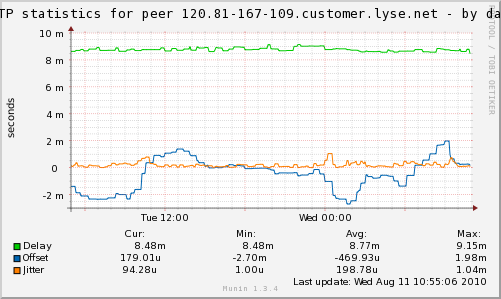 TP statistics for peer 120.81-167-109.customer.lyse.net - by da
RRDTOOL / TOBI OETIKER
seconds
10 m
8 m
6 m
4 m
2 m
0
-2 m
Tue 12:00 Wed 00:00
Cur: Min: Avg: Max:
Delay 8.48m 8.48m 8.77m 9.15m
Offset 179.01u -2.70m -469.93u 1.98m
Jitter 94.28u 1.00u 198.78u 1.04m
Last update: Wed Aug 11 10:55:06 2010
Munin 1.3.4